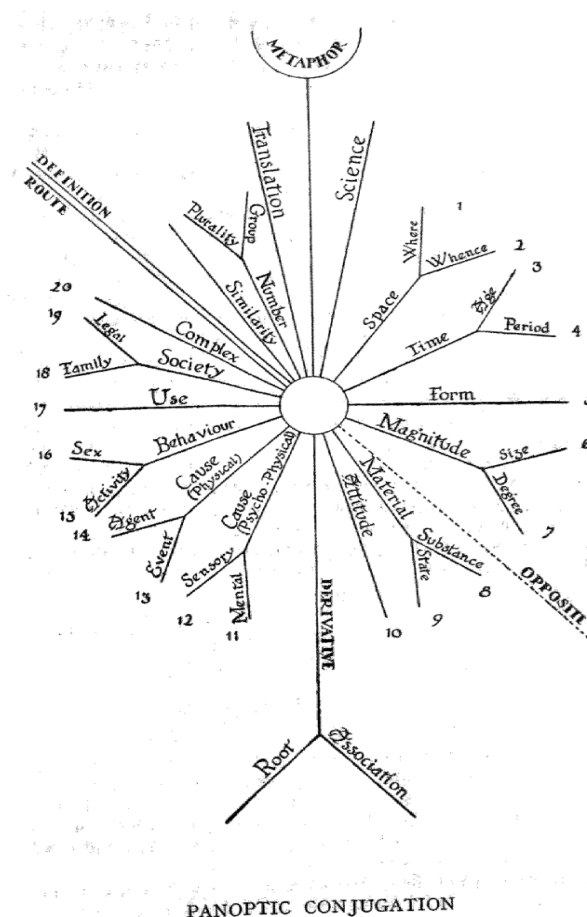 METAPHOR
Translation
Science
DEFINITION
ROUTE
Plurality
Group
Number
Similarity
1
Where
2
Whence
Space
3
Age
4
Period
Time
5
Form
6
Size
Magnitude
Degree
7
OPPOSITE
Material
Substance
8
State
9
Attitude
10
DERIVATIVE
Root
Association
Cause
(Psycho-Physical)
Mental
11
Sensory
12
Cause
(Physical)
Event
13
Agent
14
Behaviour
Activity
15
Sex
16
Use
17
Society
Family
18
Legal
19
Complex
20
PANOPTIC CONJUGATION